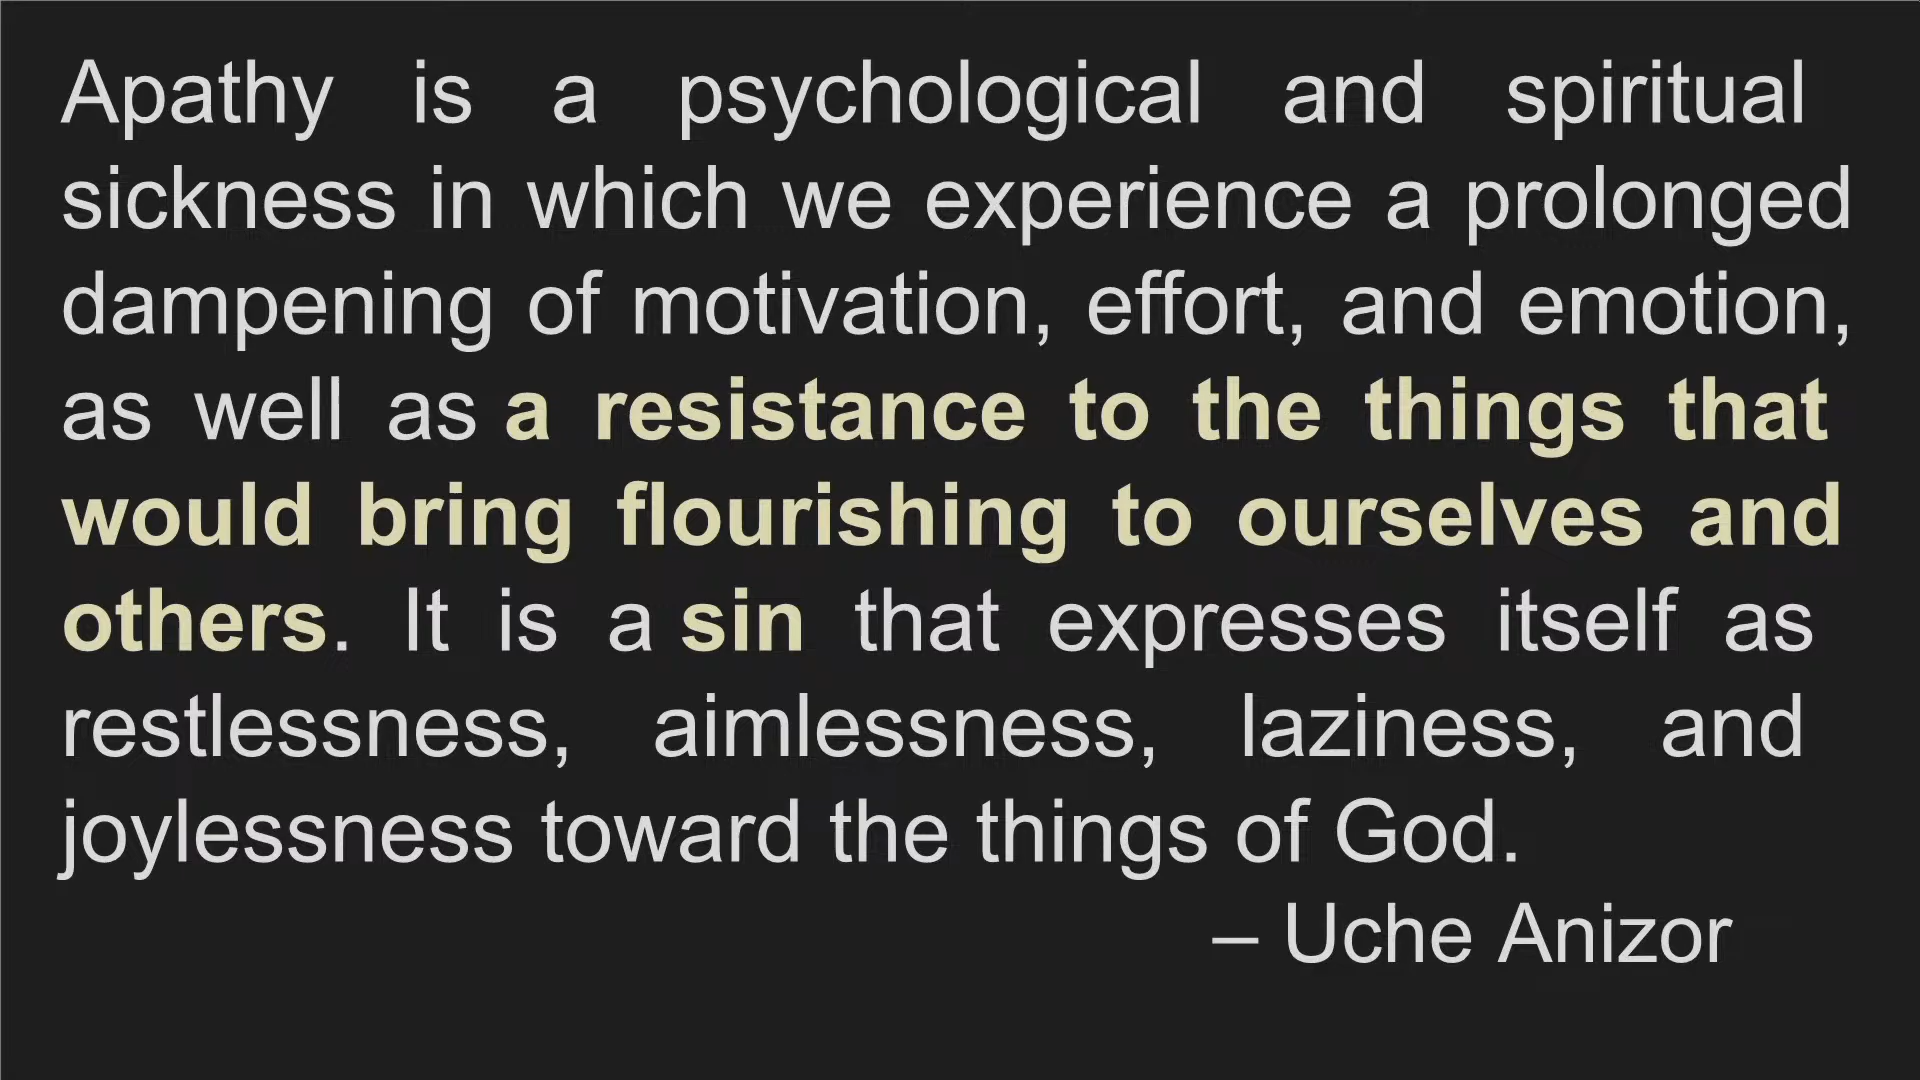 Apathy is a psychological and spiritual
sickness in which we experience a prolonged
dampening of motivation, effort, and emotion,
as well as a resistance to the things that
would bring flourishing to ourselves and
others. It is a sin that expresses itself as
restlessness, aimlessness, laziness, and
joylessness toward the things of God.
– Uche Anizor